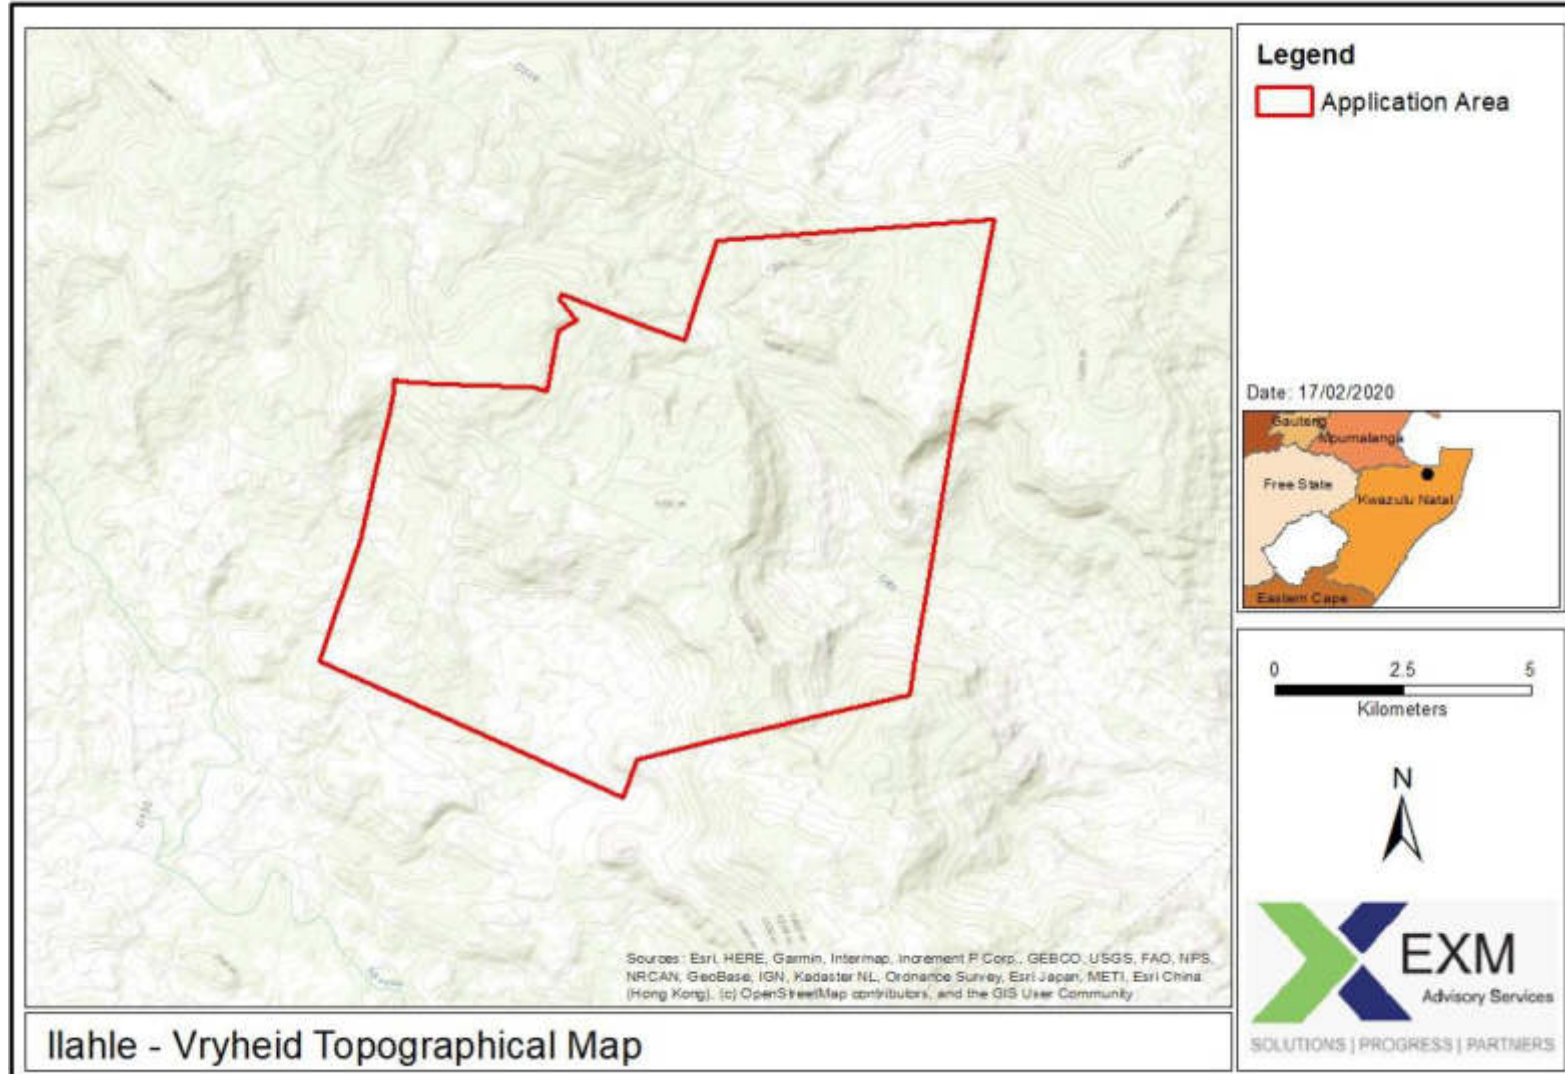 Legend
Application Area
Date: 17/02/2020
Gauteng
Mpumalanga
Free State
Kwazulu Natal
Eastern Cape
0 2.5 5
Kilometers
N
EXM
Advisory Services
SOLUTIONS | PROGRESS | PARTNERS
Sources: Esri, HERE, Garmin, Intermap, increment P Corp., GEBCO, USGS, FAO, NPS,
NRCAN, GeoBase, IGN, Kadaster NL, Ordnance Survey, Esri Japan, METI, Esri China
(Hong Kong), (c) OpenStreetMap contributors, and the GIS User Community
Ilahle - Vryheid Topographical Map